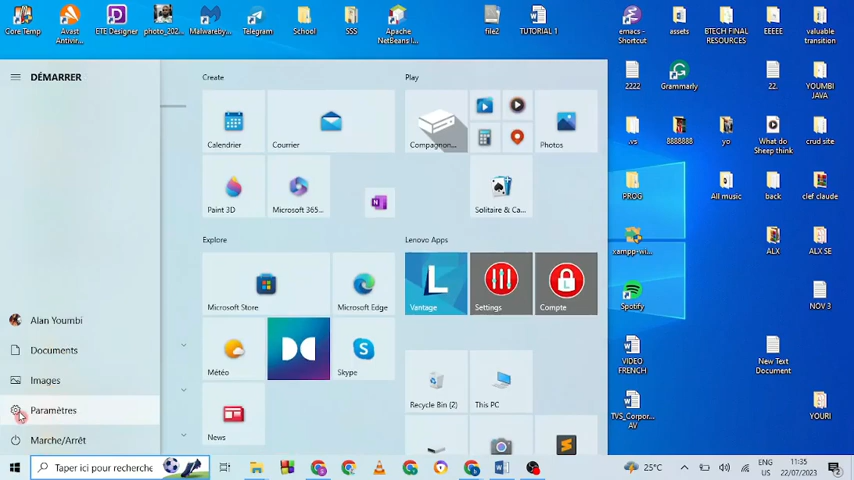 Core Temp
Avast Antivir...
ETE Designer
photo_202...
Malwareby...
Telegram
School
SSS
Apache NetBeans I...
file2
TUTORIAL 1
emacs - Shortcut
assets
BTECH FINAL RESOURCES
EEEEE
valuable transition
DÉMARRER
Create
Play
2222
Grammarly
22.
YOUMBI JAVA
Calendrier
Courrier
Compagnon...
Photos
.vs
8888888
yo
What do Sheep think
crud site
Paint 3D
Microsoft 365...
Solitaire & Ca...
PROG
All music
back
clef claude
Explore
Lenovo Apps
xampp-wi...
ALX
ALX SE
Microsoft Store
Microsoft Edge
Vantage
Settings
Compte
Spotify
NOV 3
Alan Youmbi
Documents
Météo
Skype
VIDEO FRENCH
New Text Document
Images
Recycle Bin (2)
This PC
Paramètres
TVS_Corpor... AV
YOURI
News
Marche/Arrêt
Taper ici pour recherche
25°C
ENG
US
11:35
22/07/2023
2